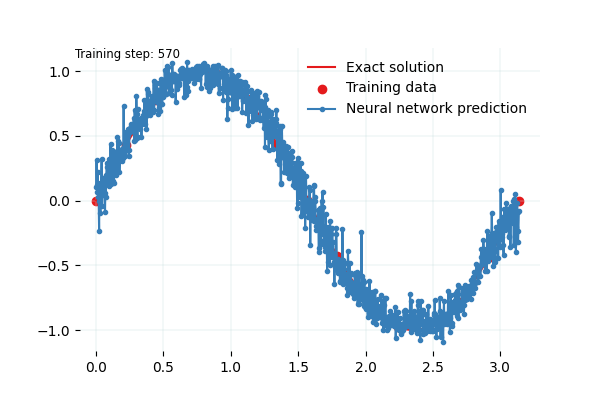 Training step: 570
Exact solution
Training data
Neural network prediction
1.0
0.5
0.0
−0.5
−1.0
0.0 0.5 1.0 1.5 2.0 2.5 3.0